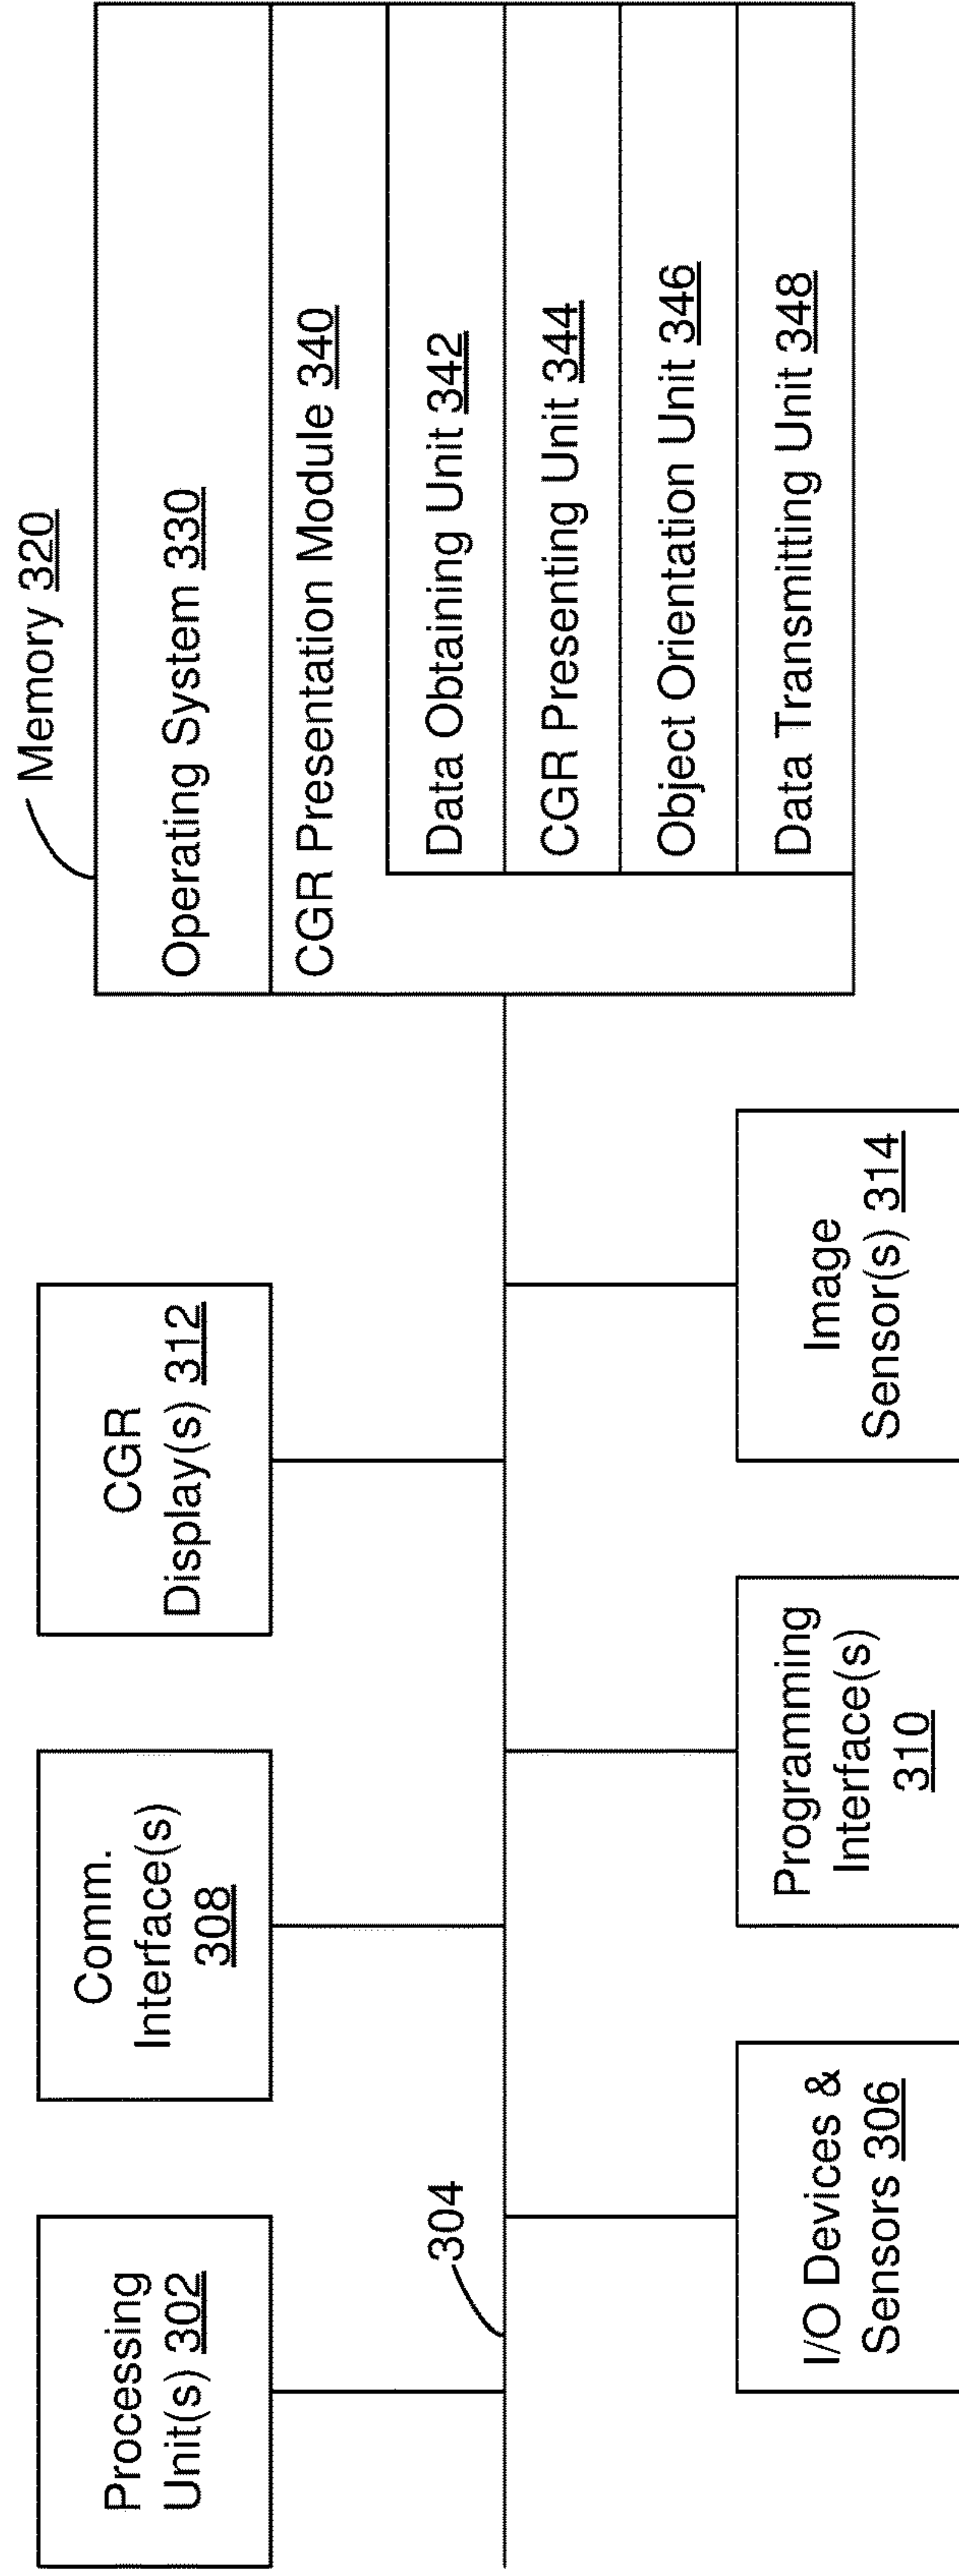 Processing
Unit(s) 302
Comm.
Interface(s)
308
CGR
Display(s) 312
Memory 320
Operating System 330
CGR Presentation Module 340
Data Obtaining Unit 342
CGR Presenting Unit 344
Object Orientation Unit 346
Data Transmitting Unit 348
304
I/O Devices &
Sensors 306
Programming
Interface(s)
310
Image
Sensor(s) 314